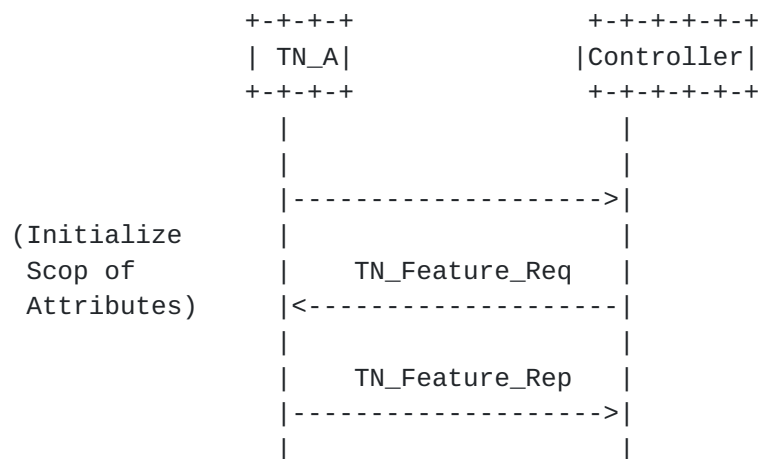 +-+-+-+ +-+-+-+-+-+
| TN_A| |Controller|
+-+-+-+ +-+-+-+-+-+
| |
| |
|-------------------->|
(Initialize | |
Scop of | TN_Feature_Req |
Attributes) |<--------------------|
| |
| TN_Feature_Rep |
|-------------------->|
| |